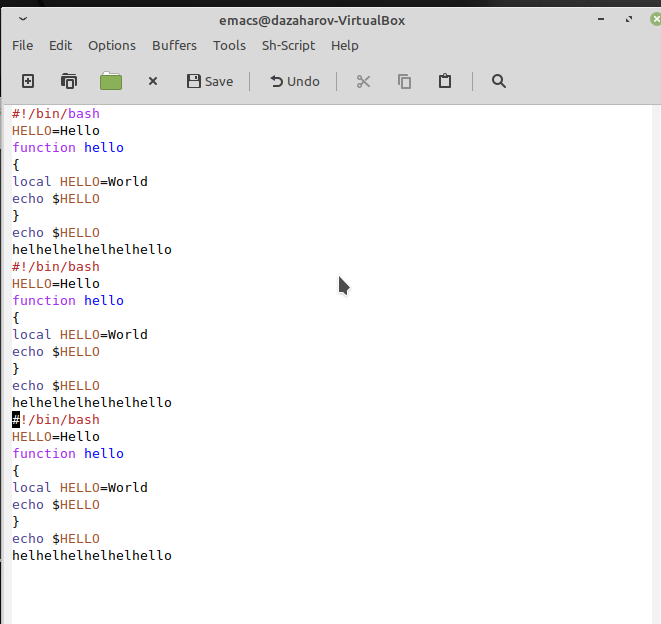 emacs@dazaharov-VirtualBox
File Edit Options Buffers Tools Sh-Script Help
Save Undo
#!/bin/bash
HELLO=Hello
function hello
{
local HELLO=World
echo $HELLO
}
echo $HELLO
helhelhelhelhelhello
#!/bin/bash
HELLO=Hello
function hello
{
local HELLO=World
echo $HELLO
}
echo $HELLO
helhelhelhelhelhello
#!/bin/bash
HELLO=Hello
function hello
{
local HELLO=World
echo $HELLO
}
echo $HELLO
helhelhelhelhelhello